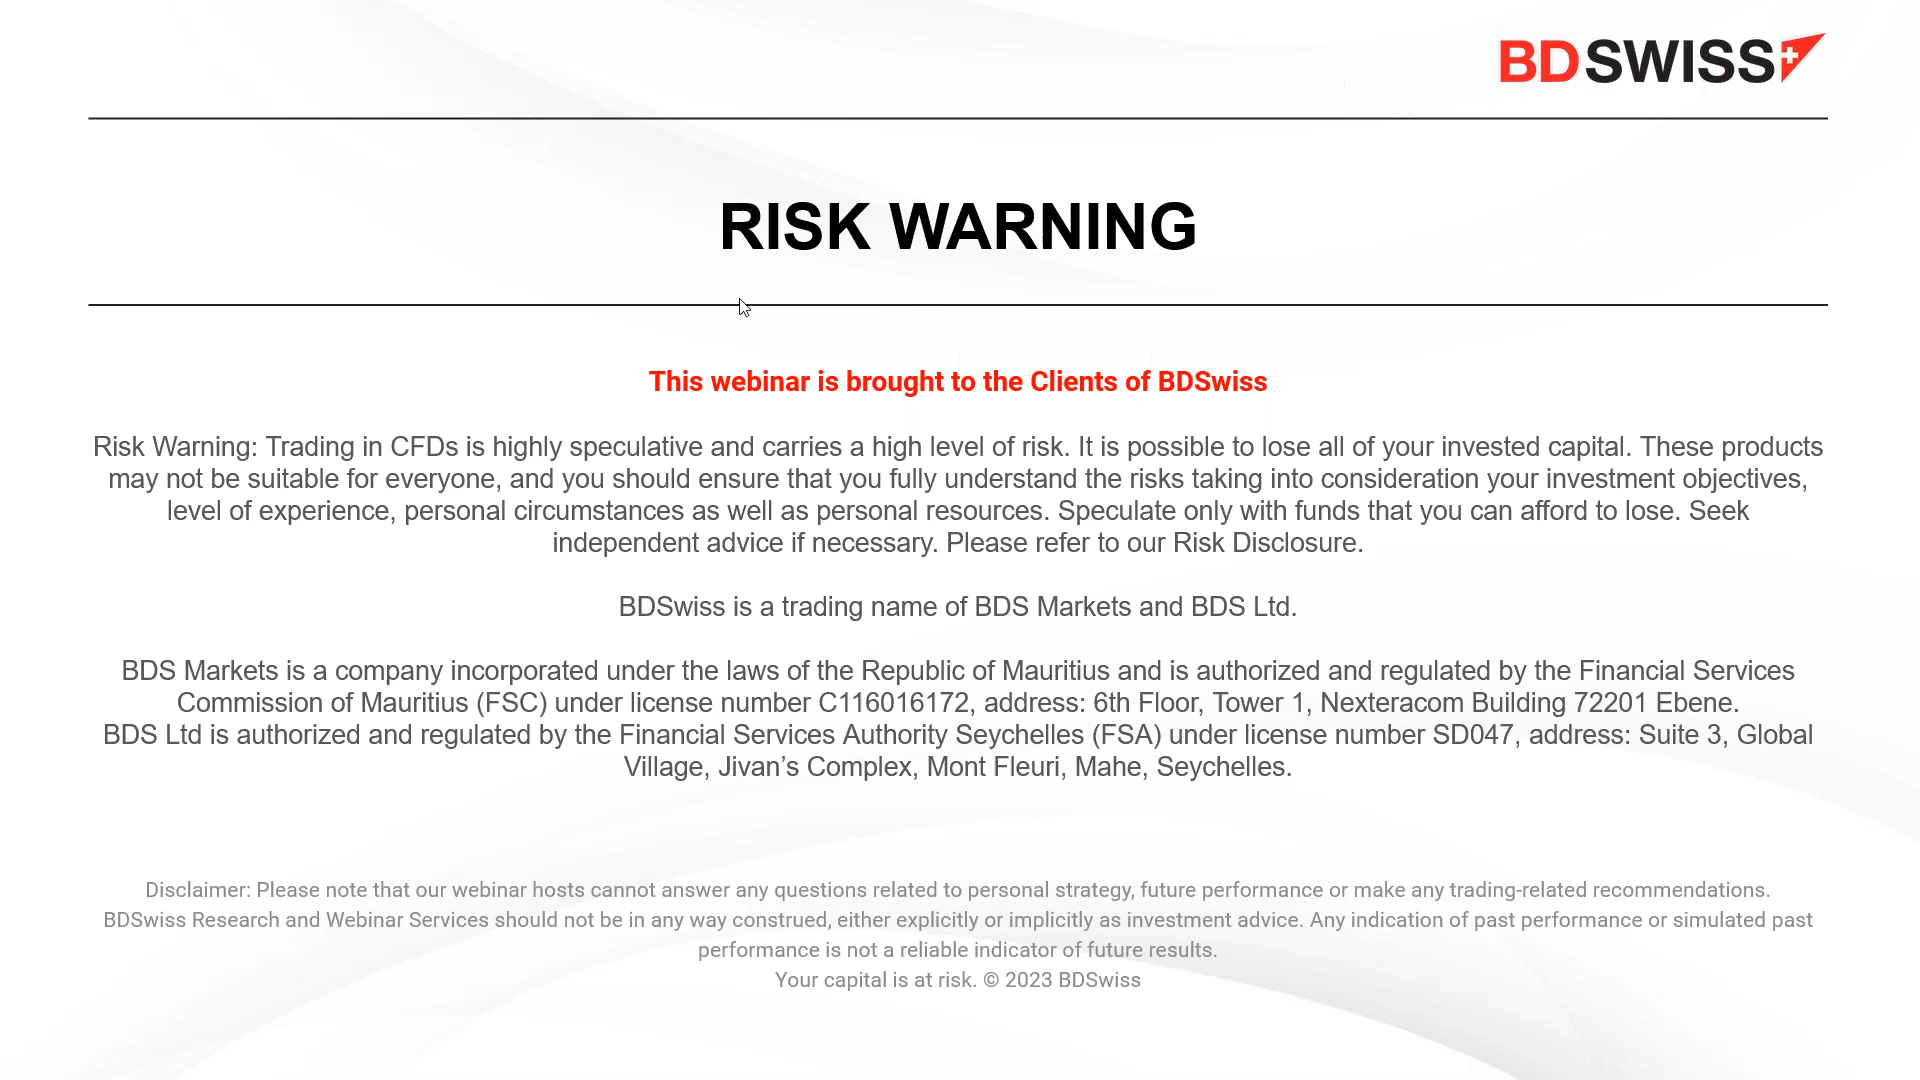 BDSWISS
RISK WARNING
This webinar is brought to the Clients of BDSwiss
Risk Warning: Trading in CFDs is highly speculative and carries a high level of risk. It is possible to lose all of your invested capital. These products
may not be suitable for everyone, and you should ensure that you fully understand the risks taking into consideration your investment objectives,
level of experience, personal circumstances as well as personal resources. Speculate only with funds that you can afford to lose. Seek
independent advice if necessary. Please refer to our Risk Disclosure.
BDSwiss is a trading name of BDS Markets and BDS Ltd.
BDS Markets is a company incorporated under the laws of the Republic of Mauritius and is authorized and regulated by the Financial Services
Commission of Mauritius (FSC) under license number C116016172, address: 6th Floor, Tower 1, Nexteracom Building 72201 Ebene.
BDS Ltd is authorized and regulated by the Financial Services Authority Seychelles (FSA) under license number SD047, address: Suite 3, Global
Village, Jivan’s Complex, Mont Fleuri, Mahe, Seychelles.
Disclaimer: Please note that our webinar hosts cannot answer any questions related to personal strategy, future performance or make any trading-related recommendations.
BDSwiss Research and Webinar Services should not be in any way construed, either explicitly or implicitly as investment advice. Any indication of past performance or simulated past
performance is not a reliable indicator of future results.
Your capital is at risk. © 2023 BDSwiss